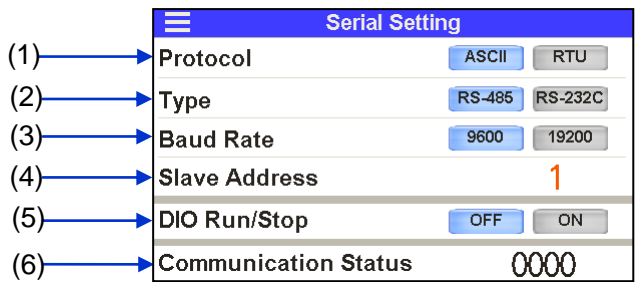 Serial Setting
(1) Protocol ASCII RTU
(2) Type RS-485 RS-232C
(3) Baud Rate 9600 19200
(4) Slave Address 1
(5) DIO Run/Stop OFF ON
(6) Communication Status 0000